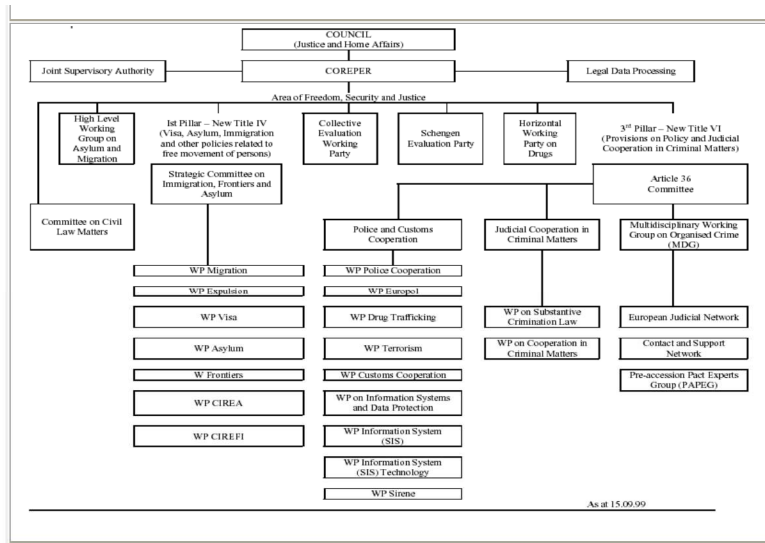 COUNCIL
(Justice and Home Affairs)
Joint Supervisory Authority
COREPER
Legal Data Processing
Area of Freedom, Security and Justice
High Level
Working
Group on
Asylum and
Migration
Ist Pillar – New Title IV
(Visa, Asylum, Immigration
and other policies related to
free movement of persons)
Collective
Evaluation
Working
Party
Schengen
Evaluation Party
Horizontal
Working
Party on
Drugs
3rd Pillar – New Title VI
(Provisions on Policy and Judicial
Cooperation in Criminal Matters)
Strategic Committee on
Immigration, Frontiers and
Asylum
Article 36
Committee
Committee on Civil
Law Matters
Police and Customs
Cooperation
Judicial Cooperation in
Criminal Matters
Multidisciplinary Working
Group on Organised Crime
(MDG)
WP Migration
WP Expulsion
WP Visa
WP Asylum
W Frontiers
WP CIREA
WP CIREFI
WP Police Cooperation
WP Europol
WP Drug Trafficking
WP Terrorism
WP Customs Cooperation
WP on Information Systems
and Data Protection
WP Information System
(SIS)
WP Information System
(SIS) Technology
WP Sirene
WP on Substantive
Crimination Law
WP on Cooperation in
Criminal Matters
European Judicial Network
Contact and Support
Network
Pre-accession Pact Experts
Group (PAPEG)
As at 15.09.99